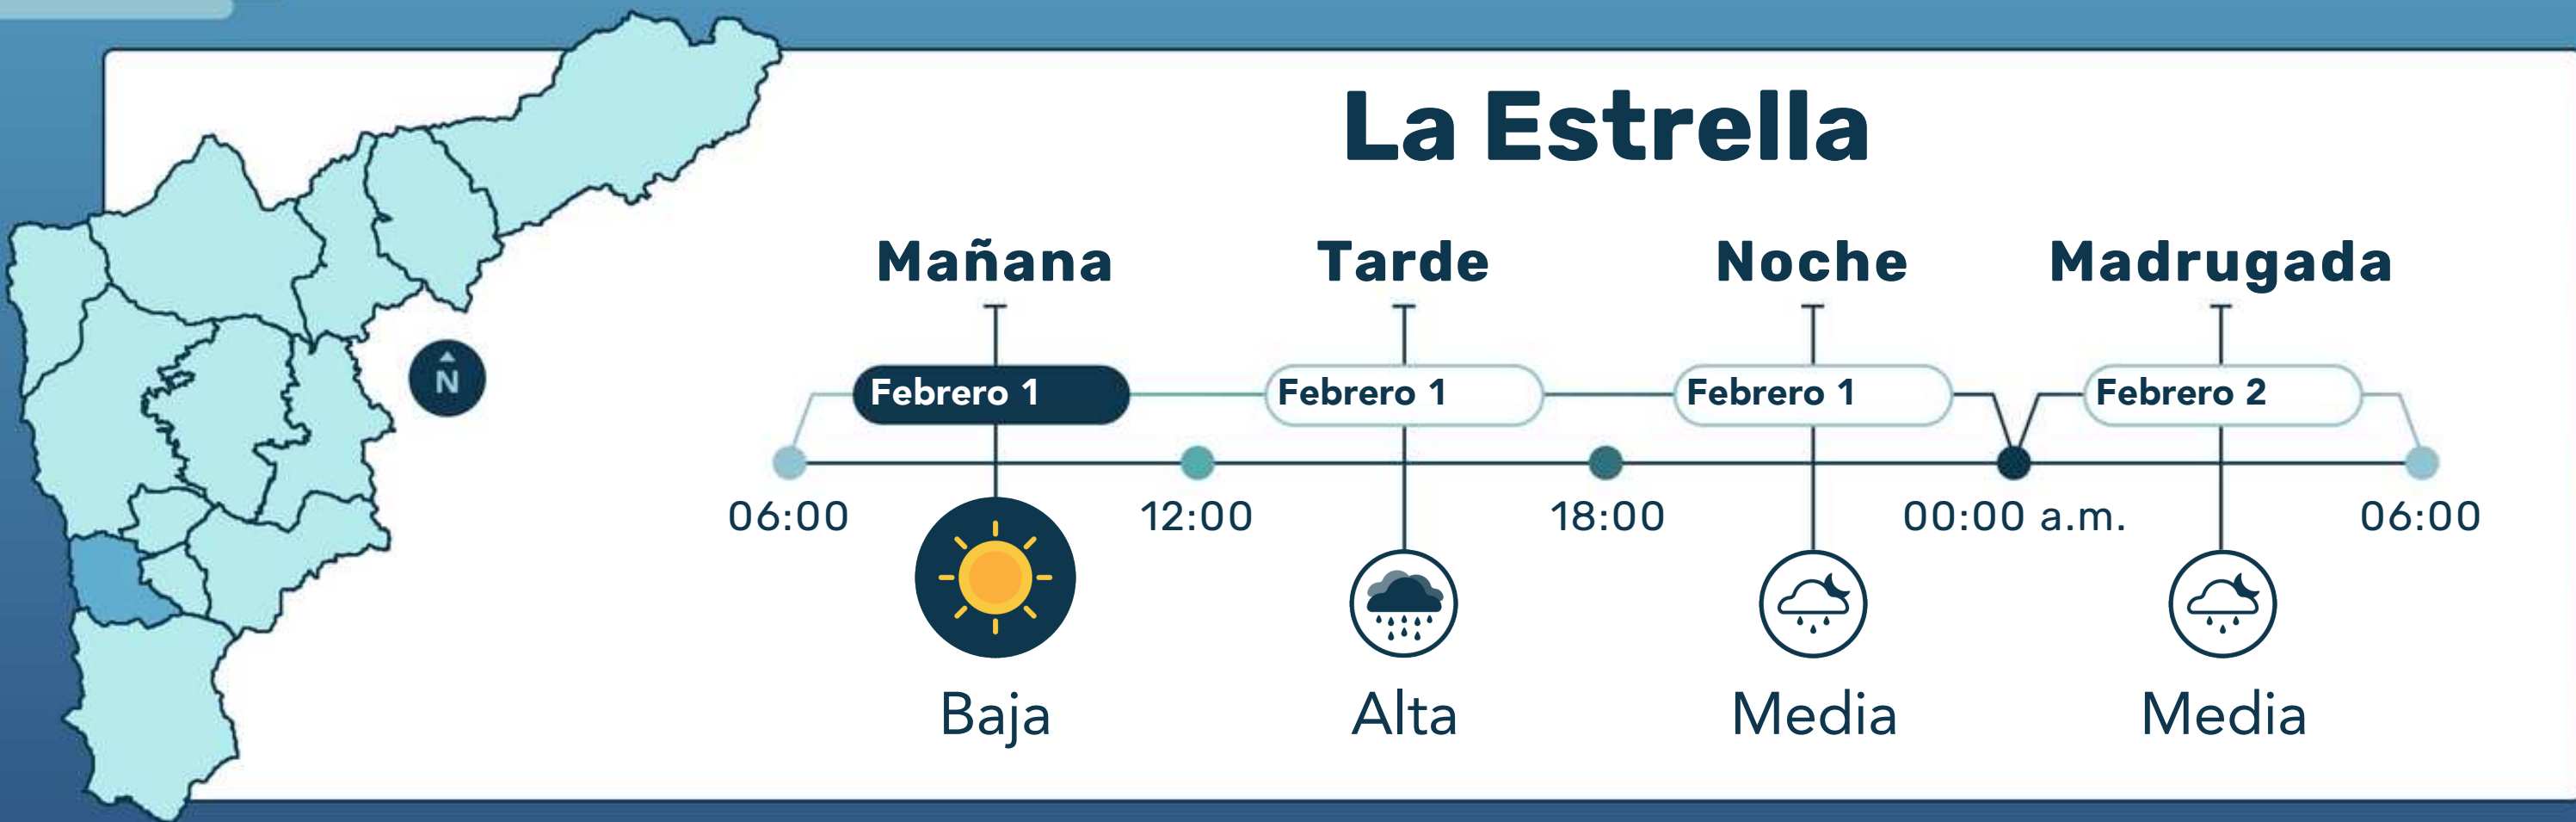 La Estrella
Mañana Tarde Noche Madrugada
Febrero 1 Febrero 1 Febrero 1 Febrero 2
N
06:00 12:00 18:00 00:00 a.m. 06:00
Baja Alta Media Media